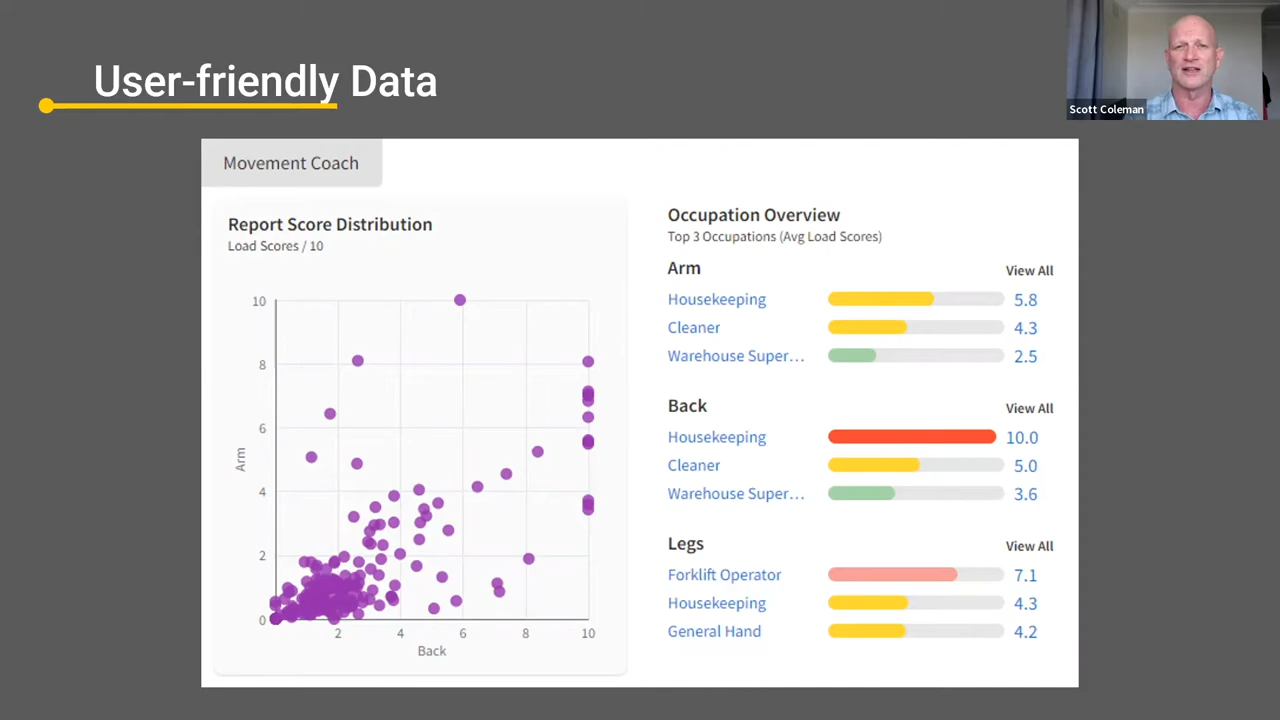 User-friendly Data
Scott Coleman
Movement Coach
Report Score Distribution
Load Scores / 10
10
8
6
4
2
0
2 4 6 8 10
Arm
Back
Occupation Overview
Top 3 Occupations (Avg Load Scores)
Arm View All
Housekeeping 5.8
Cleaner 4.3
Warehouse Super... 2.5
Back View All
Housekeeping 10.0
Cleaner 5.0
Warehouse Super... 3.6
Legs View All
Forklift Operator 7.1
Housekeeping 4.3
General Hand 4.2